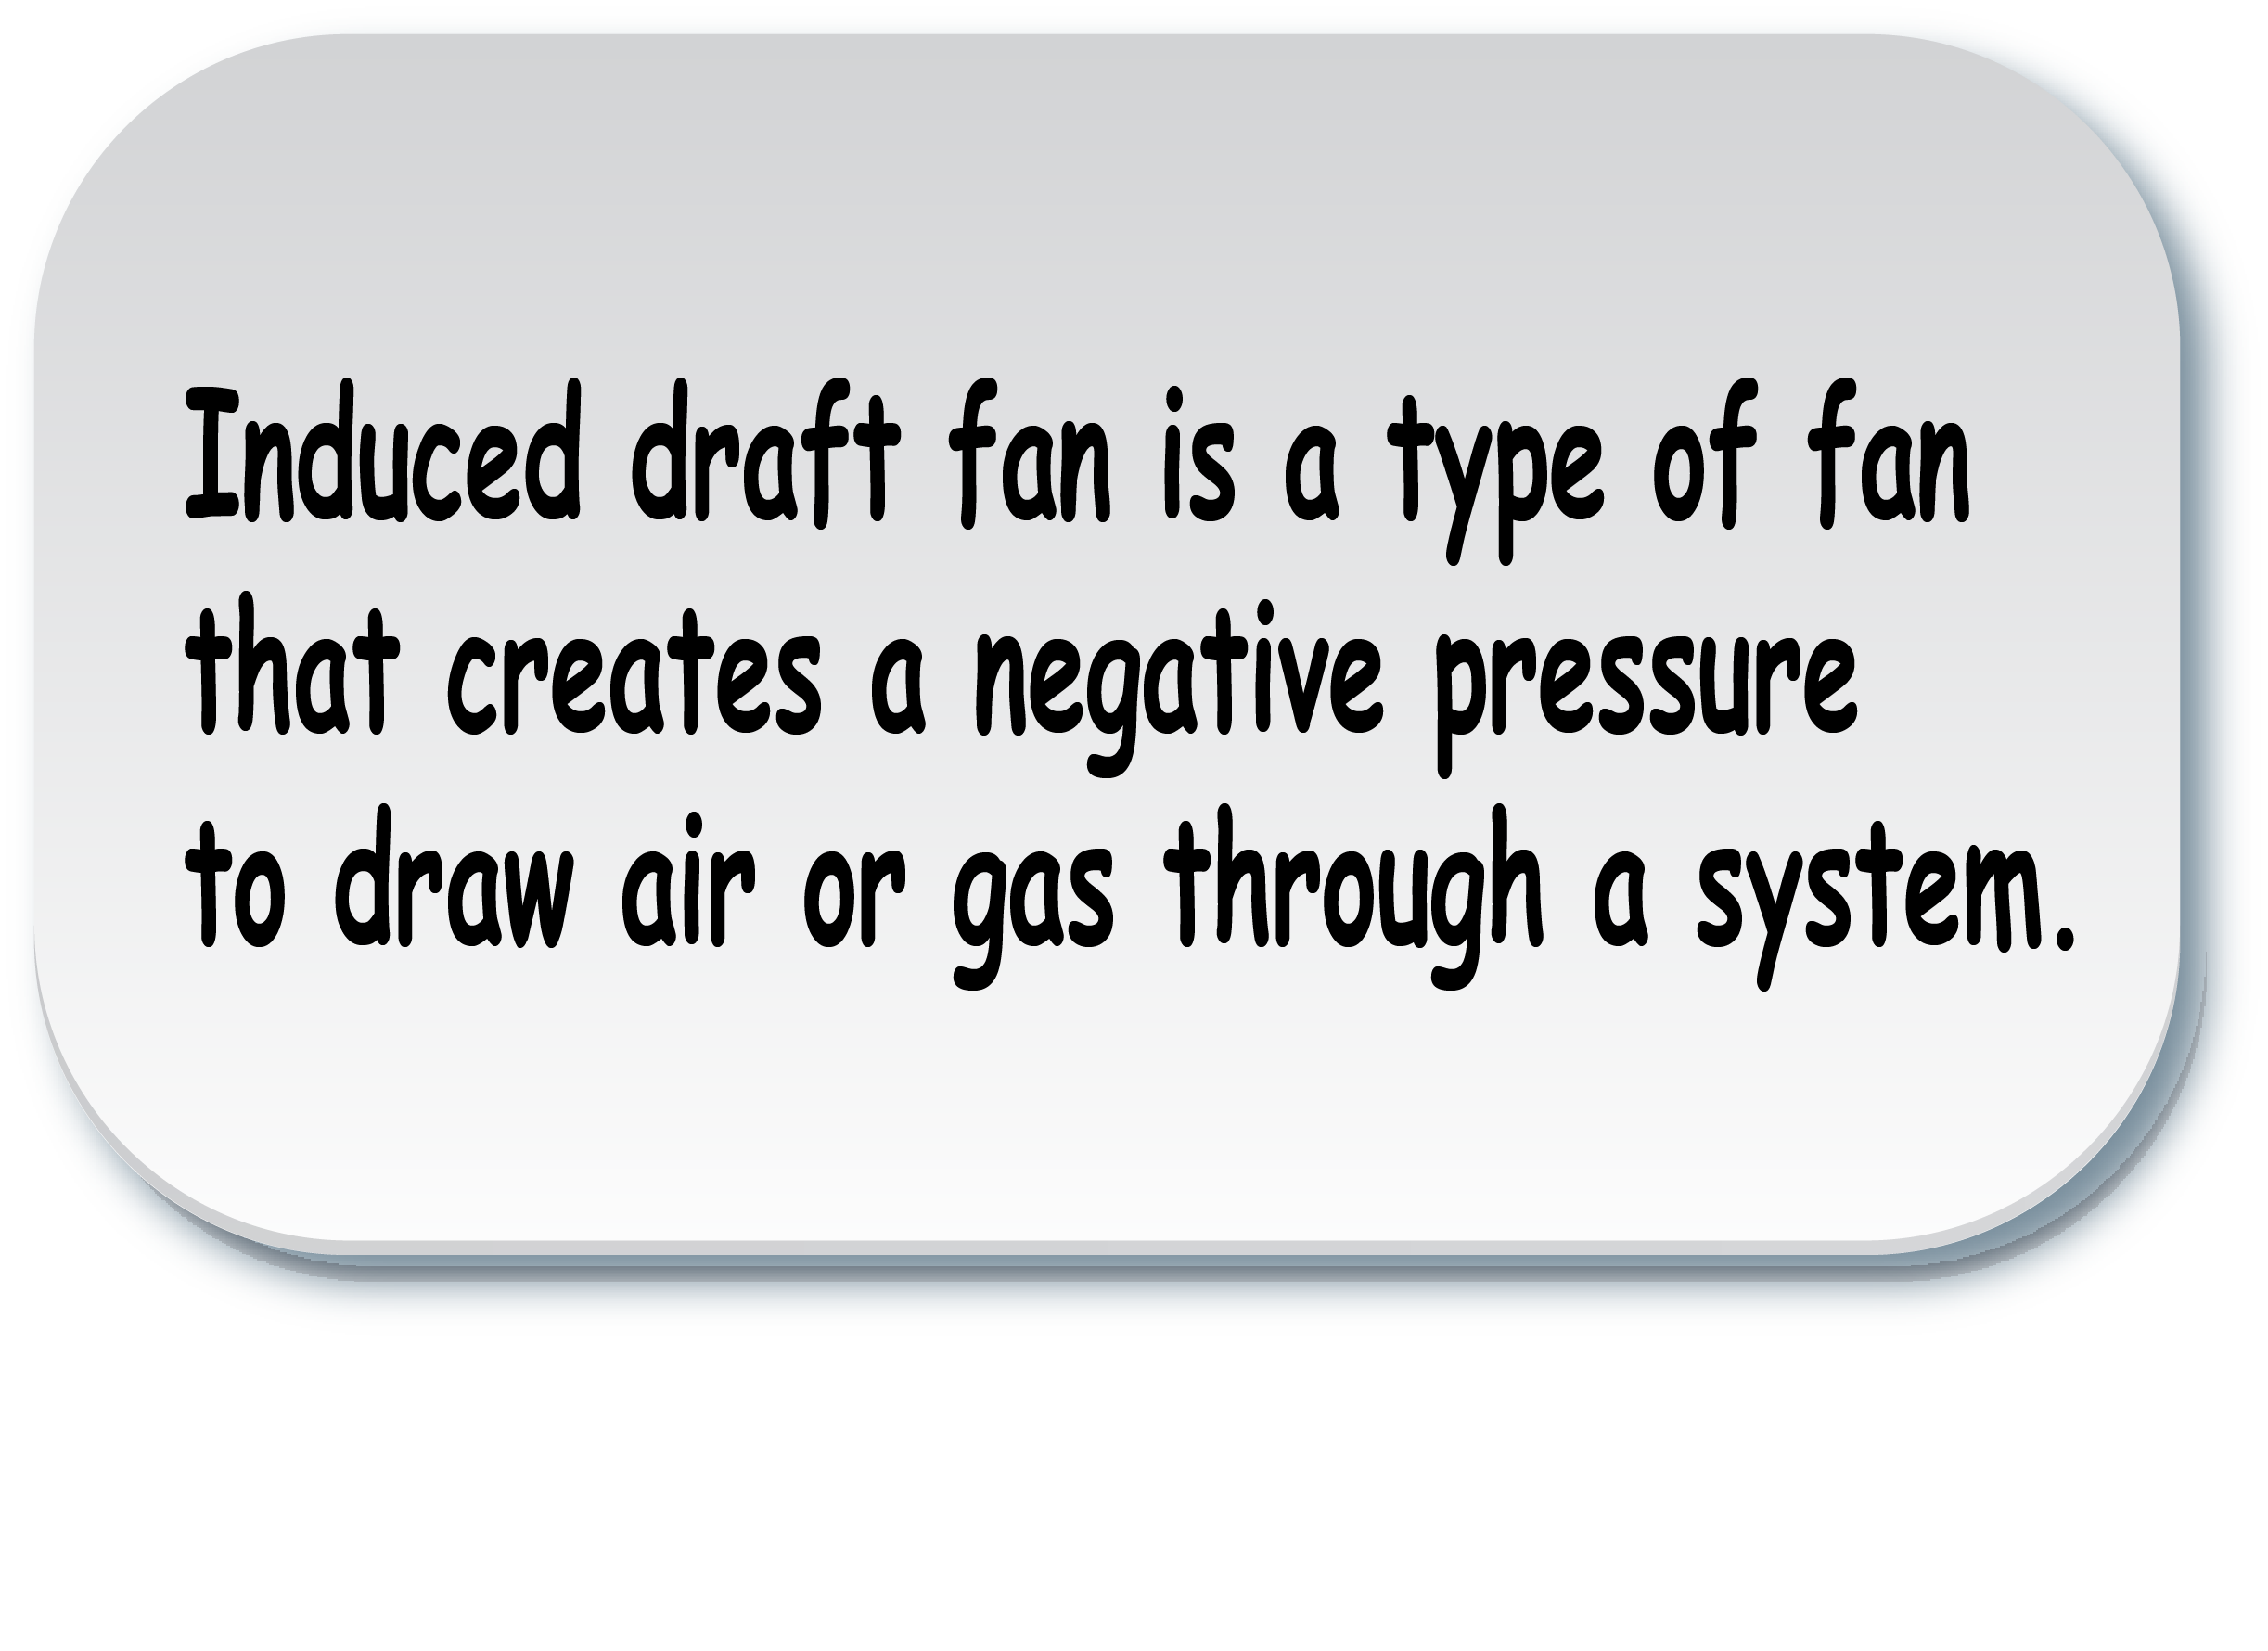 Induced draft fan is a type of fan
that creates a negative pressure
to draw air or gas through a system.